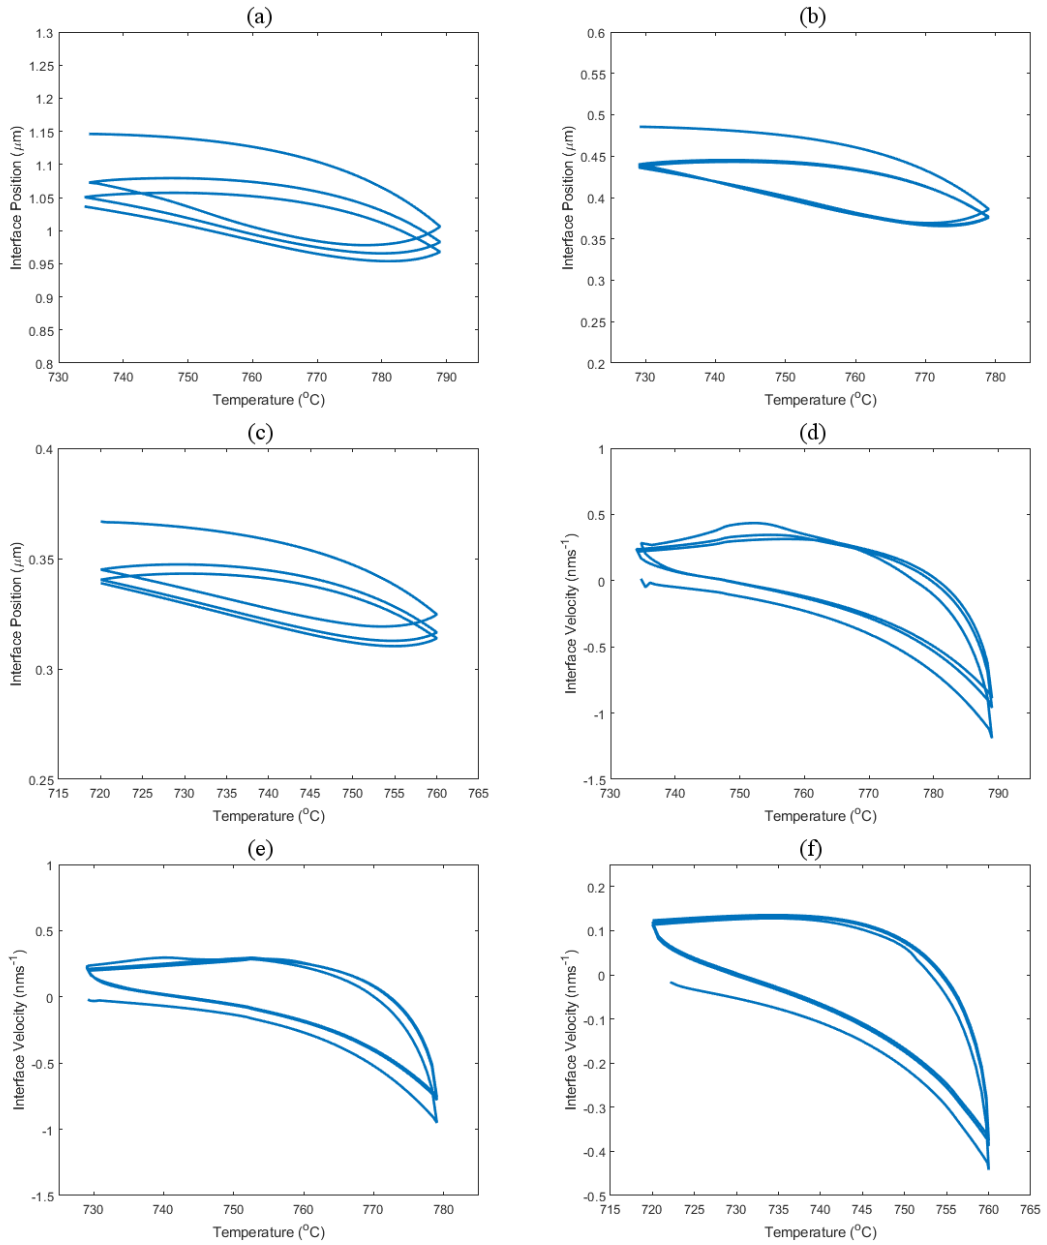 (a)
1.3
1.25
1.2
1.15
1.1
1.05
1
0.95
0.9
0.85
0.8
Interface Position (μm)
730 740 750 760 770 780 790
Temperature (°C)
(b)
0.6
0.55
0.5
0.45
0.4
0.35
0.3
0.25
0.2
Interface Position (μm)
730 740 750 760 770 780
Temperature (°C)
(c)
0.4
0.35
0.3
0.25
Interface Position (μm)
715 720 725 730 735 740 745 750 755 760 765
Temperature (°C)
(d)
1
0.5
0
-0.5
-1
-1.5
Interface Velocity (nms⁻¹)
730 740 750 760 770 780 790
Temperature (°C)
(e)
1
0.5
0
-0.5
-1
-1.5
Interface Velocity (nms⁻¹)
730 740 750 760 770 780
Temperature (°C)
(f)
0.2
0.1
0
-0.1
-0.2
-0.3
-0.4
-0.5
Interface Velocity (nms⁻¹)
715 720 725 730 735 740 745 750 755 760 765
Temperature (°C)